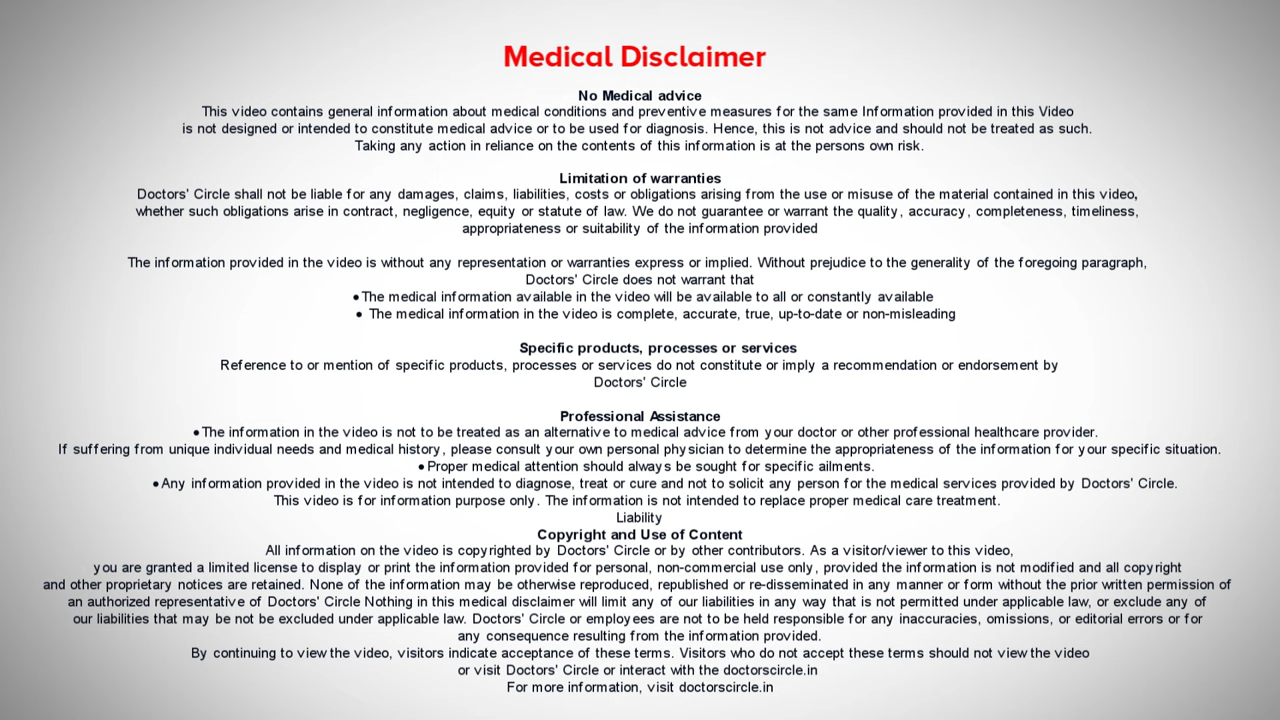 Medical Disclaimer
No Medical advice
This video contains general information about medical conditions and preventive measures for the same Information provided in this Video
is not designed or intended to constitute medical advice or to be used for diagnosis. Hence, this is not advice and should not be treated as such.
Taking any action in reliance on the contents of this information is at the persons own risk.
Limitation of warranties
Doctors' Circle shall not be liable for any damages, claims, liabilities, costs or obligations arising from the use or misuse of the material contained in this video,
whether such obligations arise in contract, negligence, equity or statute of law. We do not guarantee or warrant the quality, accuracy, completeness, timeliness,
appropriateness or suitability of the information provided
The information provided in the video is without any representation or warranties express or implied. Without prejudice to the generality of the foregoing paragraph,
Doctors' Circle does not warrant that
•The medical information available in the video will be available to all or constantly available
• The medical information in the video is complete, accurate, true, up-to-date or non-misleading
Specific products, processes or services
Reference to or mention of specific products, processes or services do not constitute or imply a recommendation or endorsement by
Doctors' Circle
Professional Assistance
•The information in the video is not to be treated as an alternative to medical advice from your doctor or other professional healthcare provider.
If suffering from unique individual needs and medical history, please consult your own personal physician to determine the appropriateness of the information for your specific situation.
•Proper medical attention should always be sought for specific ailments.
•Any information provided in the video is not intended to diagnose, treat or cure and not to solicit any person for the medical services provided by Doctors' Circle.
This video is for information purpose only. The information is not intended to replace proper medical care treatment.
Liability
Copyright and Use of Content
All information on the video is copyrighted by Doctors' Circle or by other contributors. As a visitor/viewer to this video,
you are granted a limited license to display or print the information provided for personal, non-commercial use only, provided the information is not modified and all copyright
and other proprietary notices are retained. None of the information may be otherwise reproduced, republished or re-disseminated in any manner or form without the prior written permission of
an authorized representative of Doctors' Circle Nothing in this medical disclaimer will limit any of our liabilities in any way that is not permitted under applicable law, or exclude any of
our liabilities that may be not be excluded under applicable law. Doctors' Circle or employees are not to be held responsible for any inaccuracies, omissions, or editorial errors or for
any consequence resulting from the information provided.
By continuing to view the video, visitors indicate acceptance of these terms. Visitors who do not accept these terms should not view the video
or visit Doctors' Circle or interact with the doctorscircle.in
For more information, visit doctorscircle.in